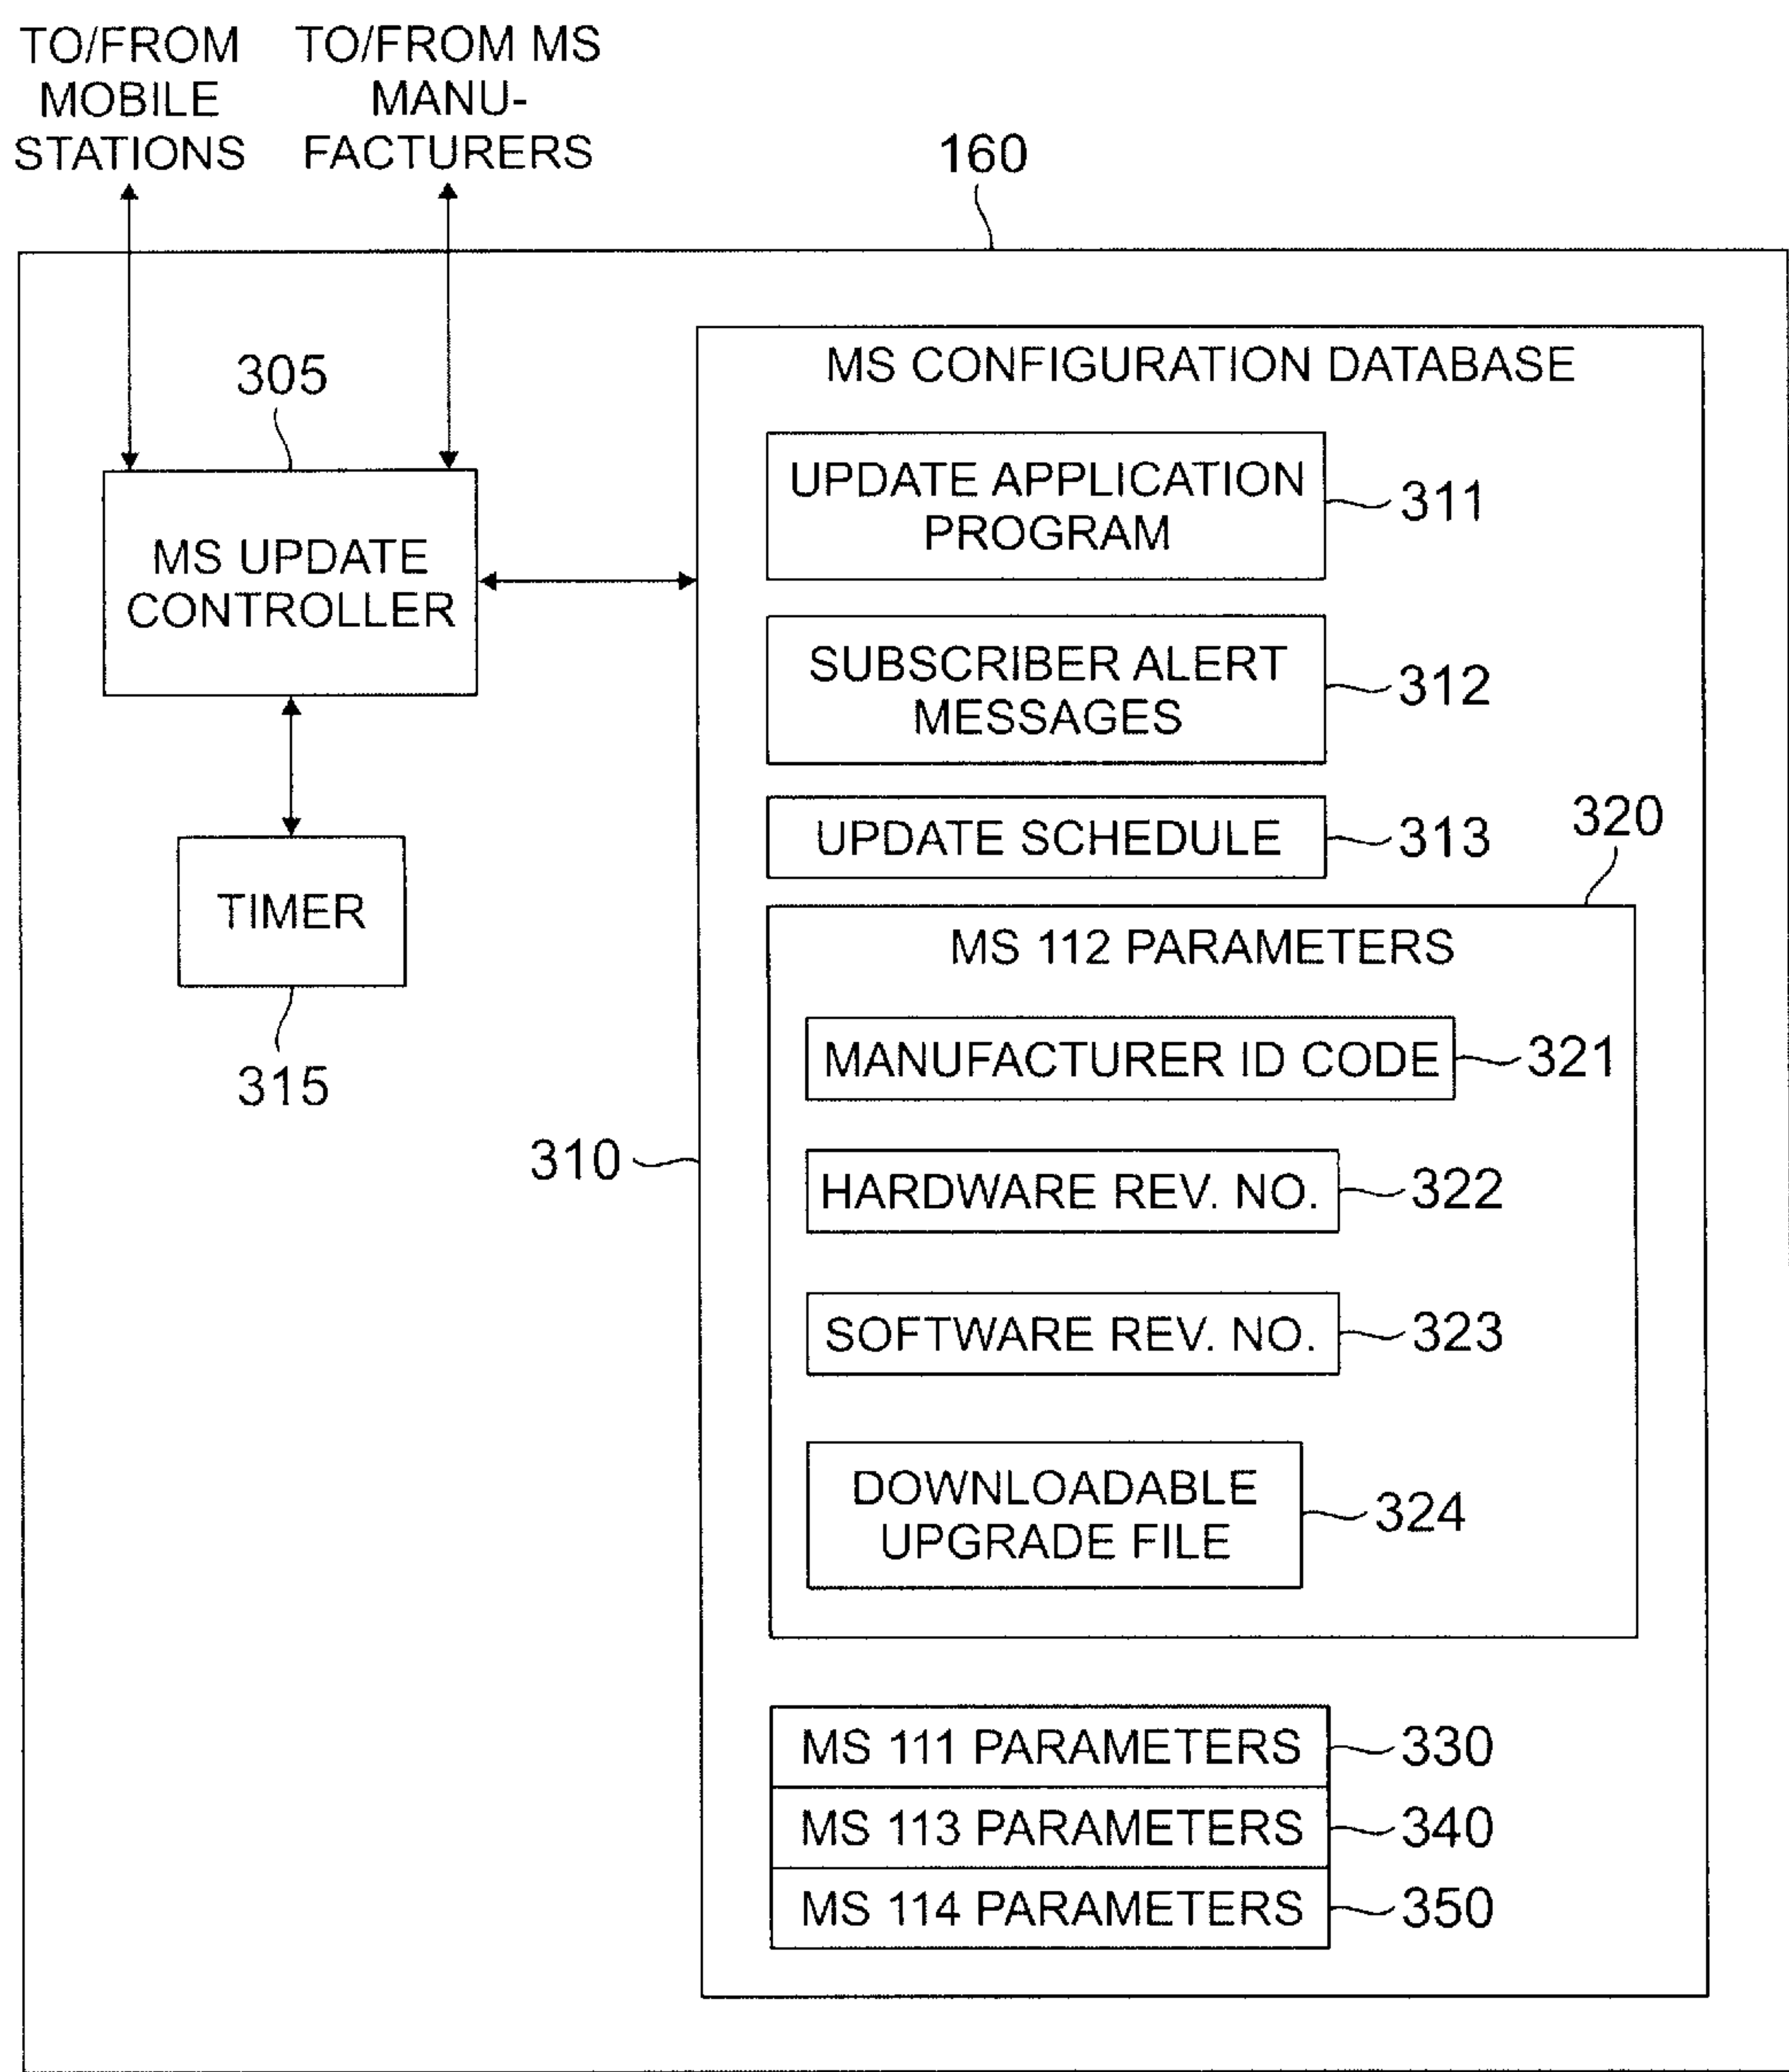 TO/FROM
MOBILE
STATIONS
TO/FROM MS
MANU-
FACTURERS
160
305
MS UPDATE
CONTROLLER
TIMER
315
MS CONFIGURATION DATABASE
UPDATE APPLICATION
PROGRAM
311
SUBSCRIBER ALERT
MESSAGES
312
UPDATE SCHEDULE
313
320
MS 112 PARAMETERS
MANUFACTURER ID CODE
321
310
HARDWARE REV. NO.
322
SOFTWARE REV. NO.
323
DOWNLOADABLE
UPGRADE FILE
324
MS 111 PARAMETERS
330
MS 113 PARAMETERS
340
MS 114 PARAMETERS
350